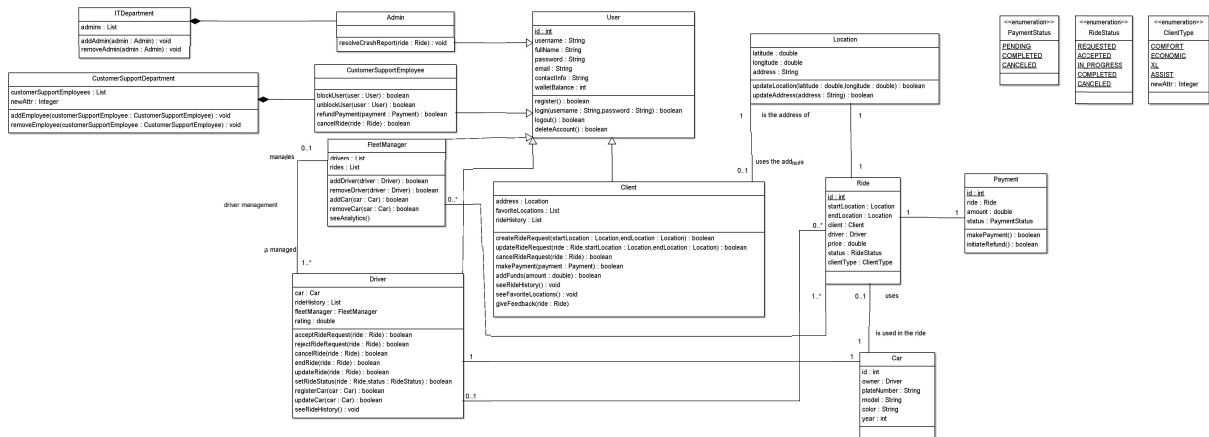 ITDepartment
admins : List
addAdmin(admin : Admin) : void
removeAdmin(admin : Admin) : void
Admin
resolveCrashReport(ride : Ride) : void
User
id : int
username : String
fullName : String
password : String
email : String
contactInfo : String
walletBalance : int
register() : boolean
login(username : String,password : String) : boolean
logout() : boolean
deleteAccount() : boolean
Location
latitude : double
longitude : double
address : String
updateLocation(latitude : double,longitude : double) : boolean
updateAddress(address : String) : boolean
<<enumeration>>
PaymentStatus
PENDING
COMPLETED
CANCELED
<<enumeration>>
RideStatus
REQUESTED
ACCEPTED
IN_PROGRESS
COMPLETED
CANCELED
<<enumeration>>
ClientType
COMFORT
ECONOMIC
XL
ASSIST
newAttr : Integer
CustomerSupportDepartment
customerSupportEmployees : List
newAttr : Integer
addEmployee(customerSupportEmployee : CustomerSupportEmployee) : void
removeEmployee(customerSupportEmployee : CustomerSupportEmployee) : void
CustomerSupportEmployee
blockUser(user : User) : boolean
unblockUser(user : User) : boolean
refundPayment(payment : Payment) : boolean
cancelRide(ride : Ride) : boolean
is the address of
1
1
0..1
manages
FleetManager
drivers : List
rides : List
addDriver(driver : Driver) : boolean
removeDriver(driver : Driver) : boolean
addCar(car : Car) : boolean
removeCar(car : Car) : boolean
seeAnalytics()
0..*
uses the address
0..1
1
driver management
is managed
1..*
Client
address : Location
favoriteLocations : List
rideHistory : List
createRideRequest(startLocation : Location,endLocation : Location) : boolean
updateRideRequest(ride : Ride,startLocation : Location,endLocation : Location) : boolean
cancelRideRequest(ride : Ride) : boolean
makePayment(payment : Payment) : boolean
addFunds(amount : double) : boolean
seeRideHistory() : void
seeFavoriteLocations() : void
giveFeedback(ride : Ride)
Ride
id : int
startLocation : Location
endLocation : Location
client : Client
driver : Driver
price : double
status : RideStatus
clientType : ClientType
0..*
1..*
1
1
Payment
id : int
ride : Ride
amount : double
status : PaymentStatus
makePayment() : boolean
initiateRefund() : boolean
0..1
uses
is used in the ride
1
Driver
car : Car
rideHistory : List
fleetManager : FleetManager
rating : double
acceptRideRequest(ride : Ride) : boolean
rejectRideRequest(ride : Ride) : boolean
cancelRide(ride : Ride) : boolean
endRide(ride : Ride) : boolean
updateRide(ride : Ride) : boolean
setRideStatus(ride : Ride,status : RideStatus) : boolean
registerCar(car : Car) : boolean
updateCar(car : Car) : boolean
seeRideHistory() : void
1
1
0..1
Car
id : int
owner : Driver
plateNumber : String
model : String
color : String
year : int